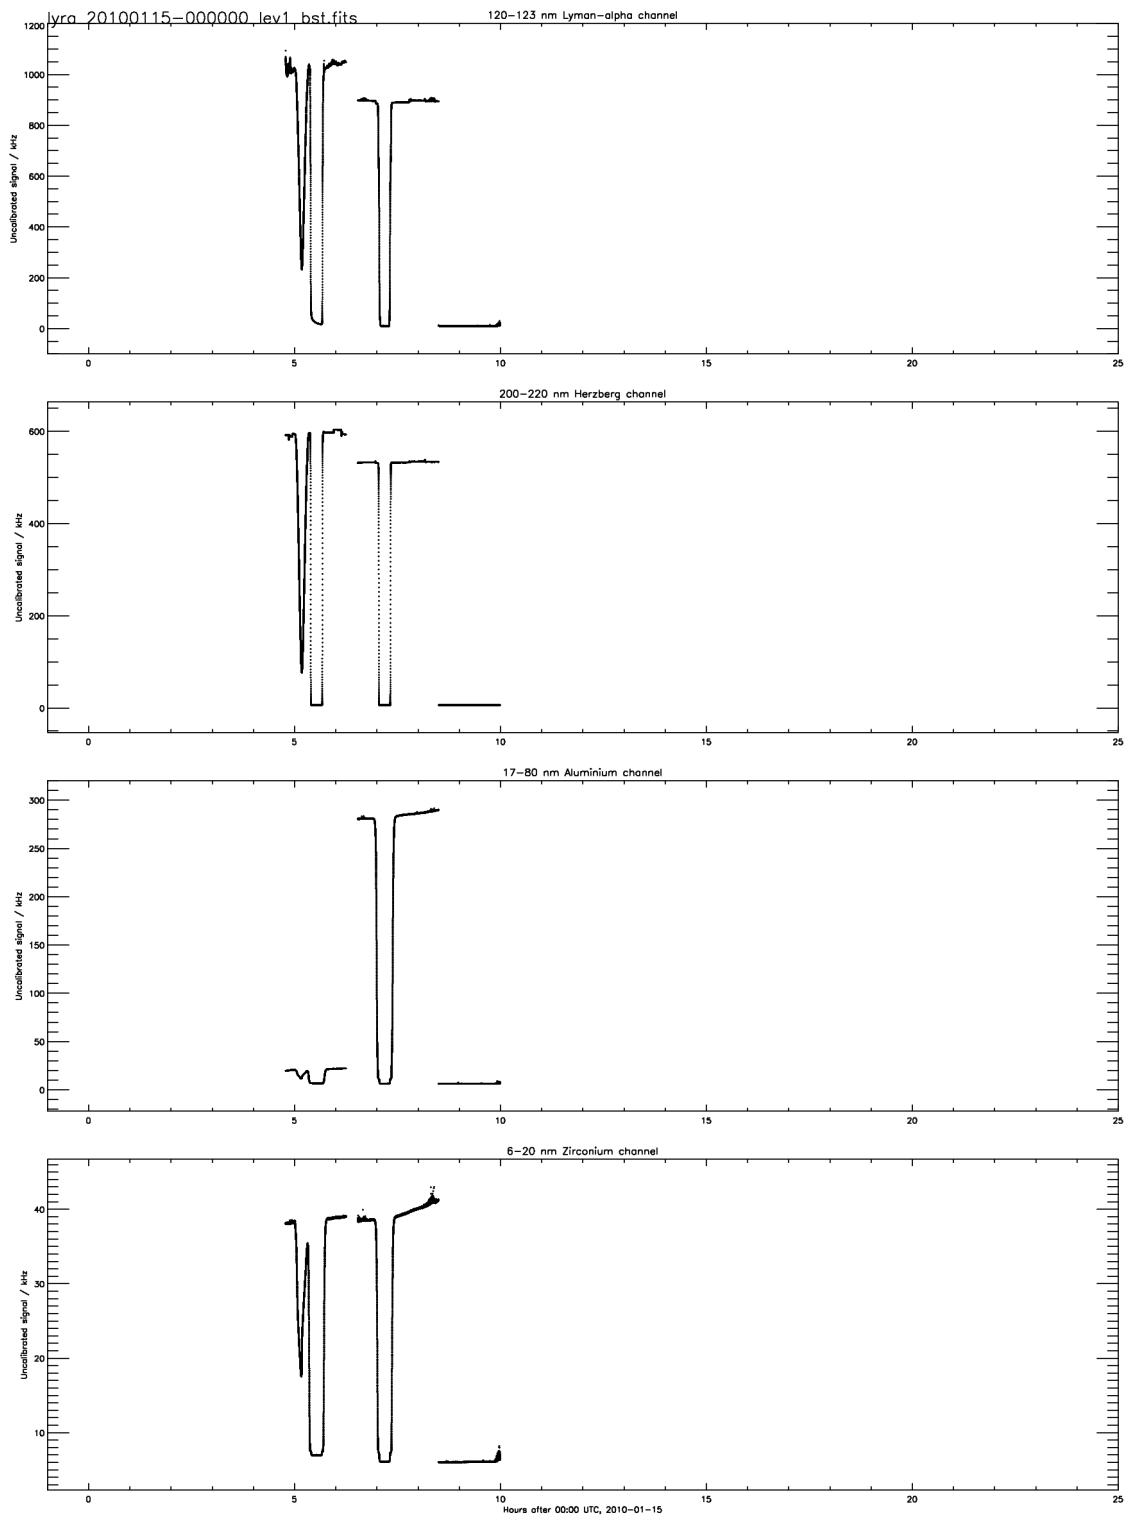 lyra_20100115-000000_lev1_bst.fits
120-123 nm Lyman-alpha channel
Uncalibrated signal / kHz
1200
1000
800
600
400
200
0
0 5 10 15 20 25
200-220 nm Herzberg channel
Uncalibrated signal / kHz
600
400
200
0
0 5 10 15 20 25
17-80 nm Aluminium channel
Uncalibrated signal / kHz
300
250
200
150
100
50
0
0 5 10 15 20 25
6-20 nm Zirconium channel
Uncalibrated signal / kHz
40
30
20
10
0 5 10 15 20 25
Hours after 00:00 UTC, 2010-01-15